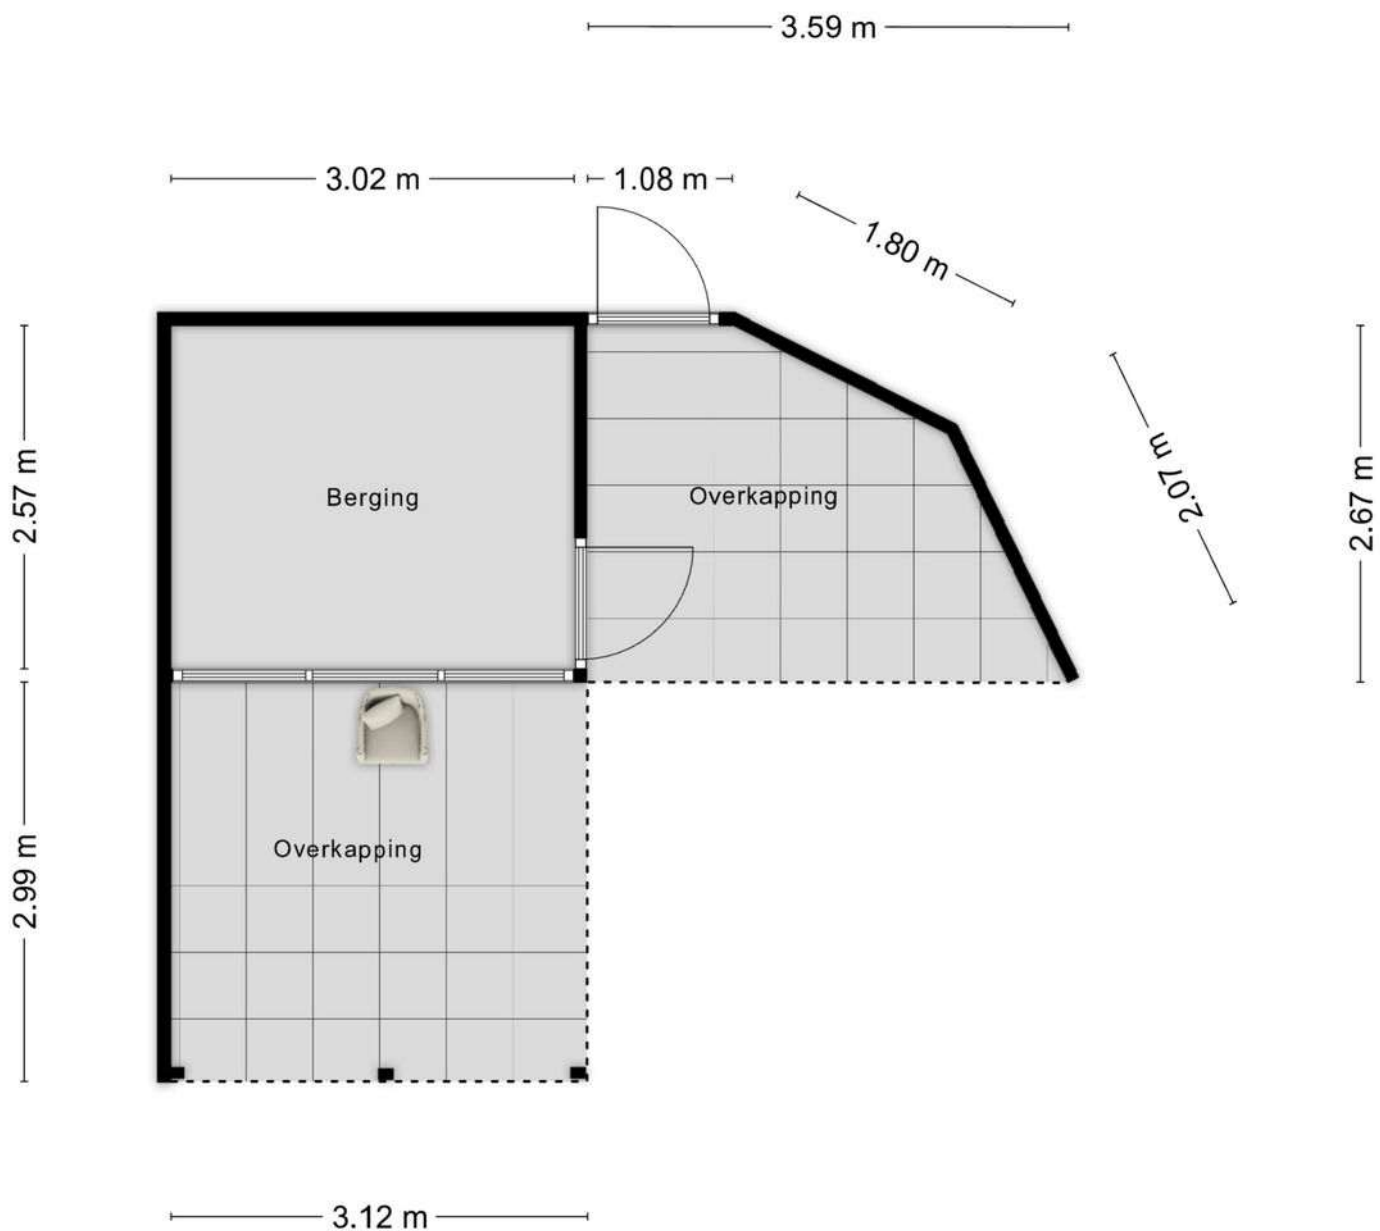 3.59 m
3.02 m
1.08 m
1.80 m
2.07 m
2.57 m
Berging
Overkapping
2.67 m
2.99 m
Overkapping
3.12 m